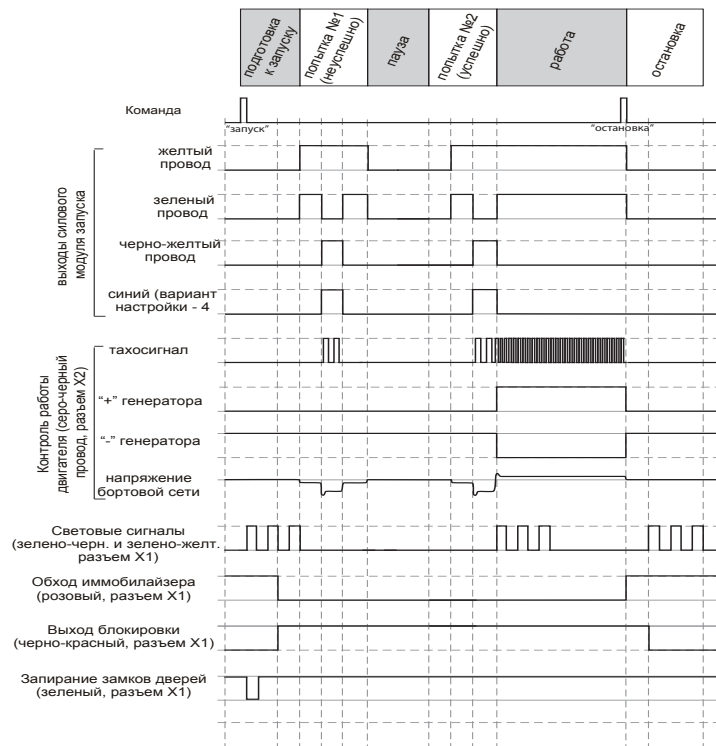 подготовка
к запуску
попытка №1
(неуспешно)
пауза
попытка №2
(успешно)
работа
остановка
Команда
“запуск”
“остановка”
выходы силового
модуля запуска
желтый
провод
зеленый
провод
черно-желтый
провод
синий (вариант
настройки - 4
Контроль работы
двигателя (серо-черный
провод, разъем X2)
тахосигнал
“+” генератора
“-” генератора
напряжение
бортовой сети
Световые сигналы
(зелено-черн. и зелено-желт.
разъем X1)
Обход иммобилайзера
(розовый, разъем X1)
Выход блокировки
(черно-красный, разъем X1)
Запирание замков дверей
(зеленый, разъем X1)